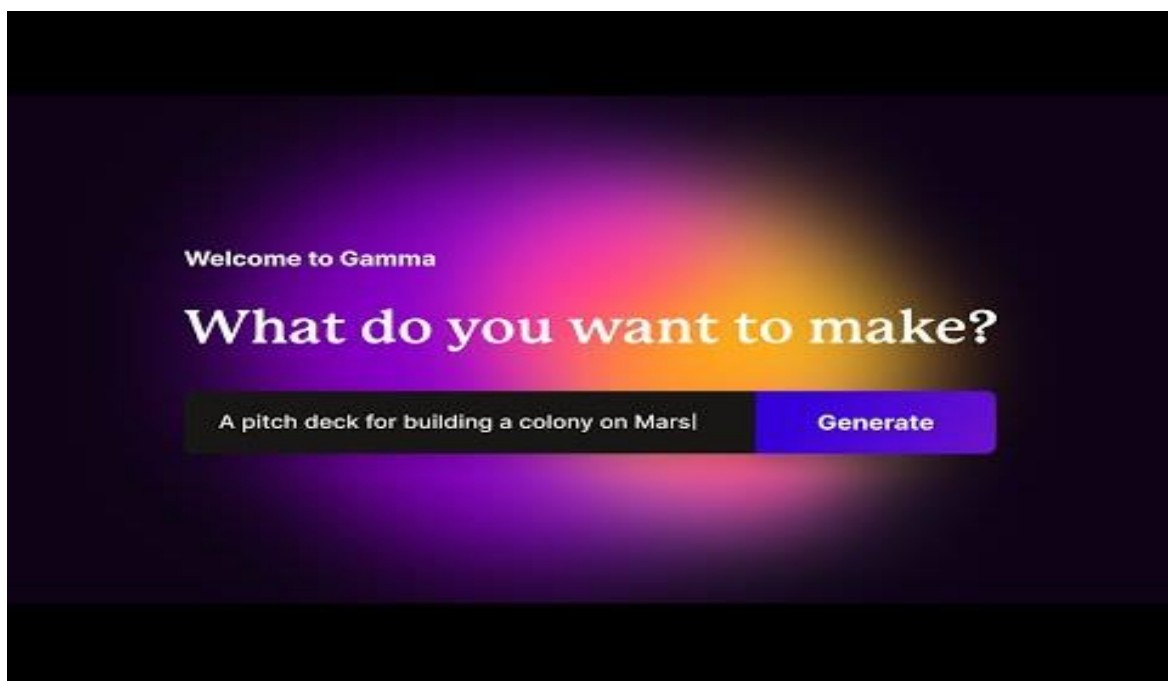 Welcome to Gamma
What do you want to make?
A pitch deck for building a colony on Mars
Generate